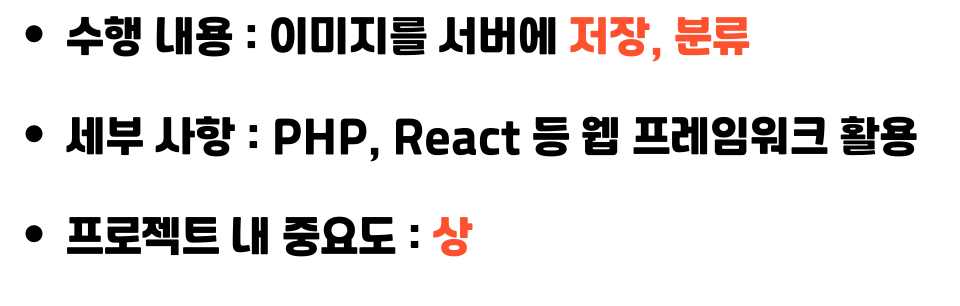 • 수행 내용 : 이미지를 서버에 저장, 분류
• 세부 사항 : PHP, React 등 웹 프레임워크 활용
• 프로젝트 내 중요도 : 상